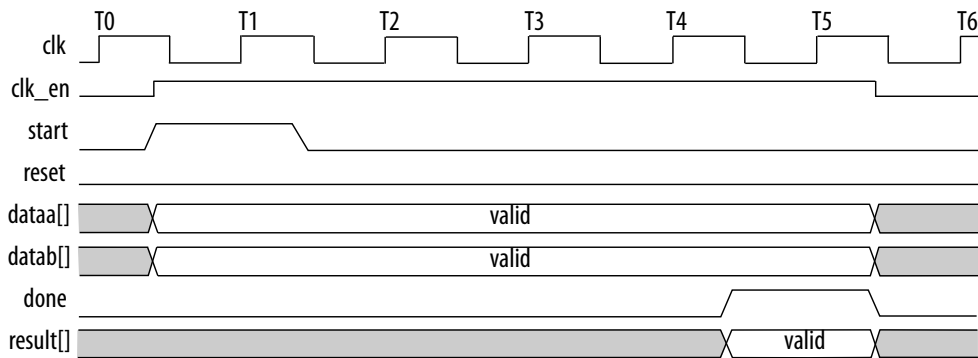 T0 T1 T2 T3 T4 T5 T6
clk
clk_en
start
reset
dataa[] valid
datab[] valid
done
result[] valid